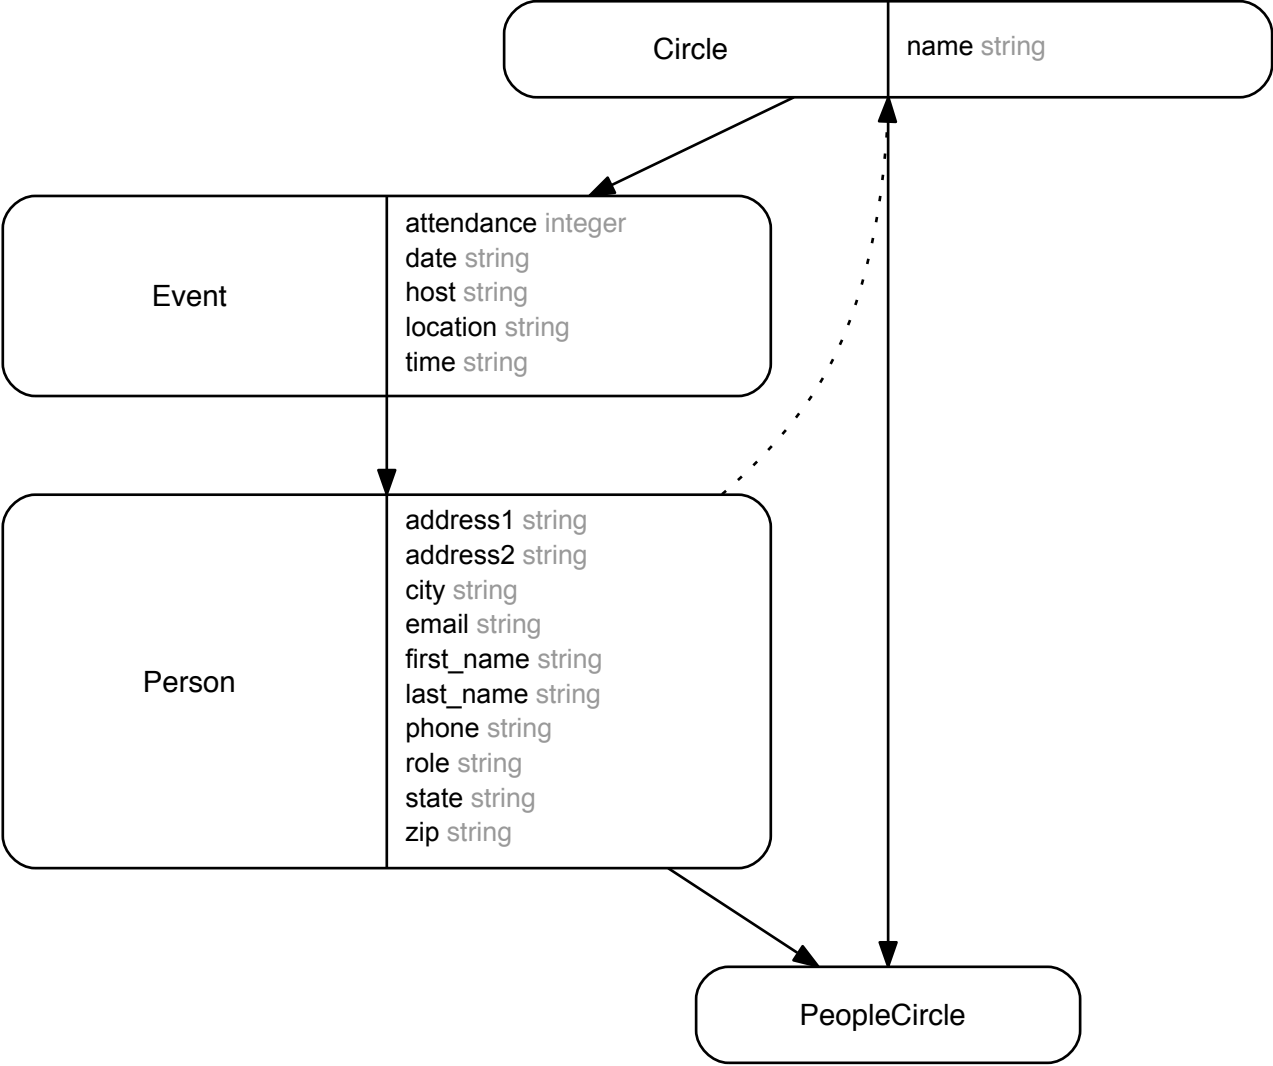 Circle
name string
Event
attendance integer
date string
host string
location string
time string
Person
address1 string
address2 string
city string
email string
first_name string
last_name string
phone string
role string
state string
zip string
PeopleCircle